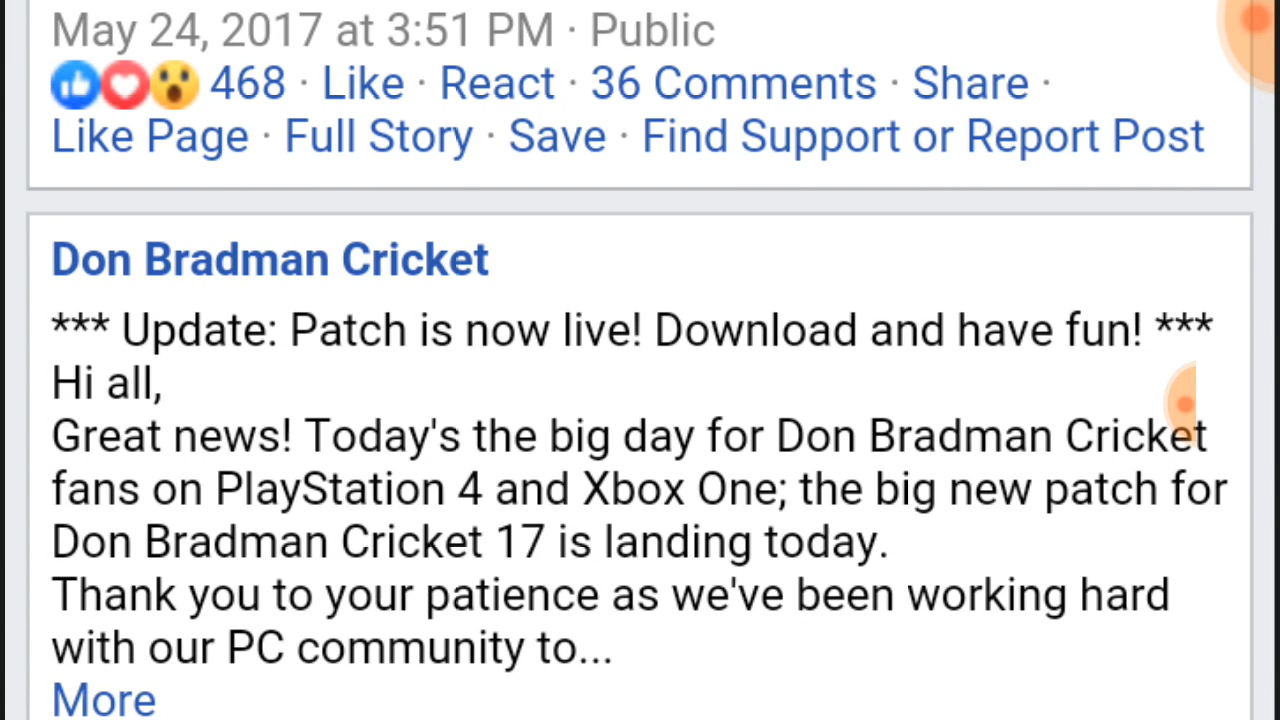 May 24, 2017 at 3:51 PM · Public
468 · Like · React · 36 Comments · Share ·
Like Page · Full Story · Save · Find Support or Report Post
Don Bradman Cricket
*** Update: Patch is now live! Download and have fun! ***
Hi all,
Great news! Today's the big day for Don Bradman Cricket
fans on PlayStation 4 and Xbox One; the big new patch for
Don Bradman Cricket 17 is landing today.
Thank you to your patience as we've been working hard
with our PC community to...
More